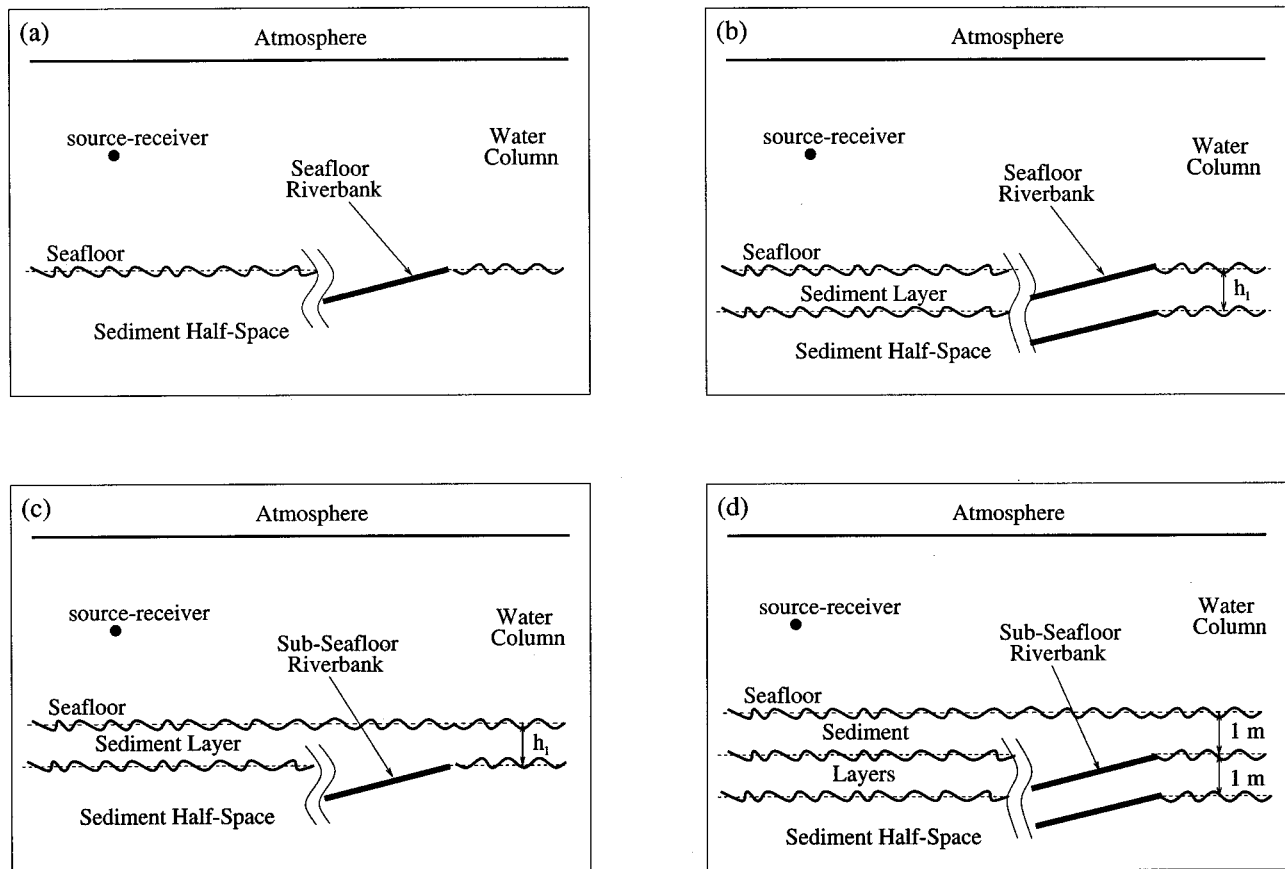 (a)
Atmosphere
source-receiver
Water
Column
Seafloor
Riverbank
Seafloor
Sediment Half-Space
(b)
Atmosphere
source-receiver
Water
Column
Seafloor
Riverbank
Seafloor
Sediment Layer
h1
Sediment Half-Space
(c)
Atmosphere
source-receiver
Water
Column
Sub-Seafloor
Riverbank
Seafloor
Sediment Layer
h1
Sediment Half-Space
(d)
Atmosphere
source-receiver
Water
Column
Sub-Seafloor
Riverbank
Seafloor
Sediment
1 m
Layers
1 m
Sediment Half-Space